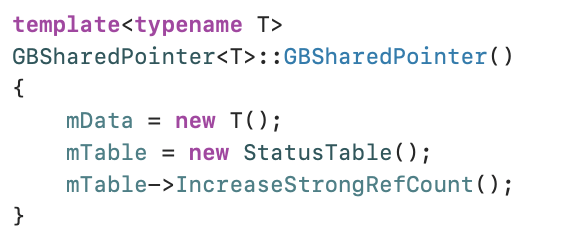 template<typename T>
GBSharedPointer<T>::GBSharedPointer()
{
    mData = new T();
    mTable = new StatusTable();
    mTable->IncreaseStrongRefCount();
}